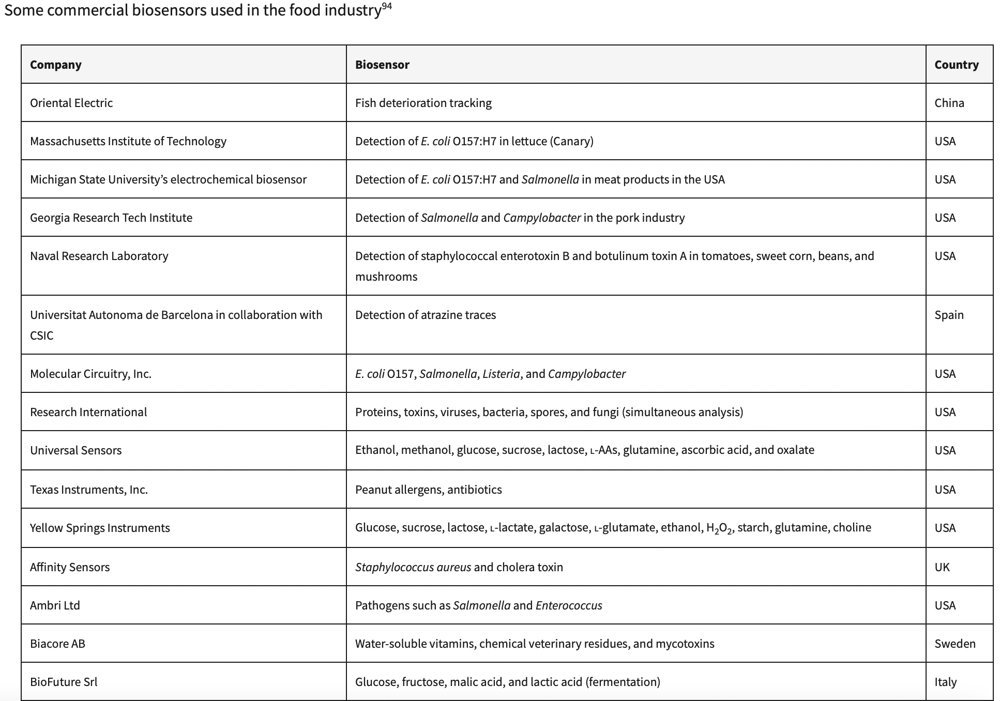 Some commercial biosensors used in the food industry94
Company Biosensor Country
Oriental Electric Fish deterioration tracking China
Massachusetts Institute of Technology Detection of E. coli O157:H7 in lettuce (Canary) USA
Michigan State University’s electrochemical biosensor Detection of E. coli O157:H7 and Salmonella in meat products in the USA USA
Georgia Research Tech Institute Detection of Salmonella and Campylobacter in the pork industry USA
Naval Research Laboratory Detection of staphylococcal enterotoxin B and botulinum toxin A in tomatoes, sweet corn, beans, and USA
mushrooms
Universitat Autonoma de Barcelona in collaboration with Detection of atrazine traces Spain
CSIC
Molecular Circuitry, Inc. E. coli O157, Salmonella, Listeria, and Campylobacter USA
Research International Proteins, toxins, viruses, bacteria, spores, and fungi (simultaneous analysis) USA
Universal Sensors Ethanol, methanol, glucose, sucrose, lactose, L-AAs, glutamine, ascorbic acid, and oxalate USA
Texas Instruments, Inc. Peanut allergens, antibiotics USA
Yellow Springs Instruments Glucose, sucrose, lactose, L-lactate, galactose, L-glutamate, ethanol, H2O2, starch, glutamine, choline USA
Affinity Sensors Staphylococcus aureus and cholera toxin UK
Ambri Ltd Pathogens such as Salmonella and Enterococcus USA
Biacore AB Water-soluble vitamins, chemical veterinary residues, and mycotoxins Sweden
BioFuture Srl Glucose, fructose, malic acid, and lactic acid (fermentation) Italy